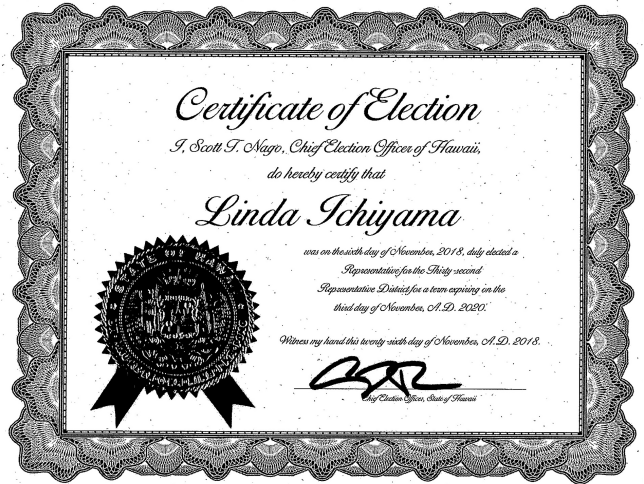 Certificate of Election
I, Scott T. Nago, Chief Election Officer of Hawaii,
do hereby certify that
Linda Ichiyama
was on the sixth day of November, 2018, duly elected a
Representative for the Thirty-second
Representative District for a term expiring on the
third day of November, A.D. 2020.
Witness my hand this twenty-sixth day of November, A.D. 2018.
Chief Election Officer, State of Hawaii
STATE OF